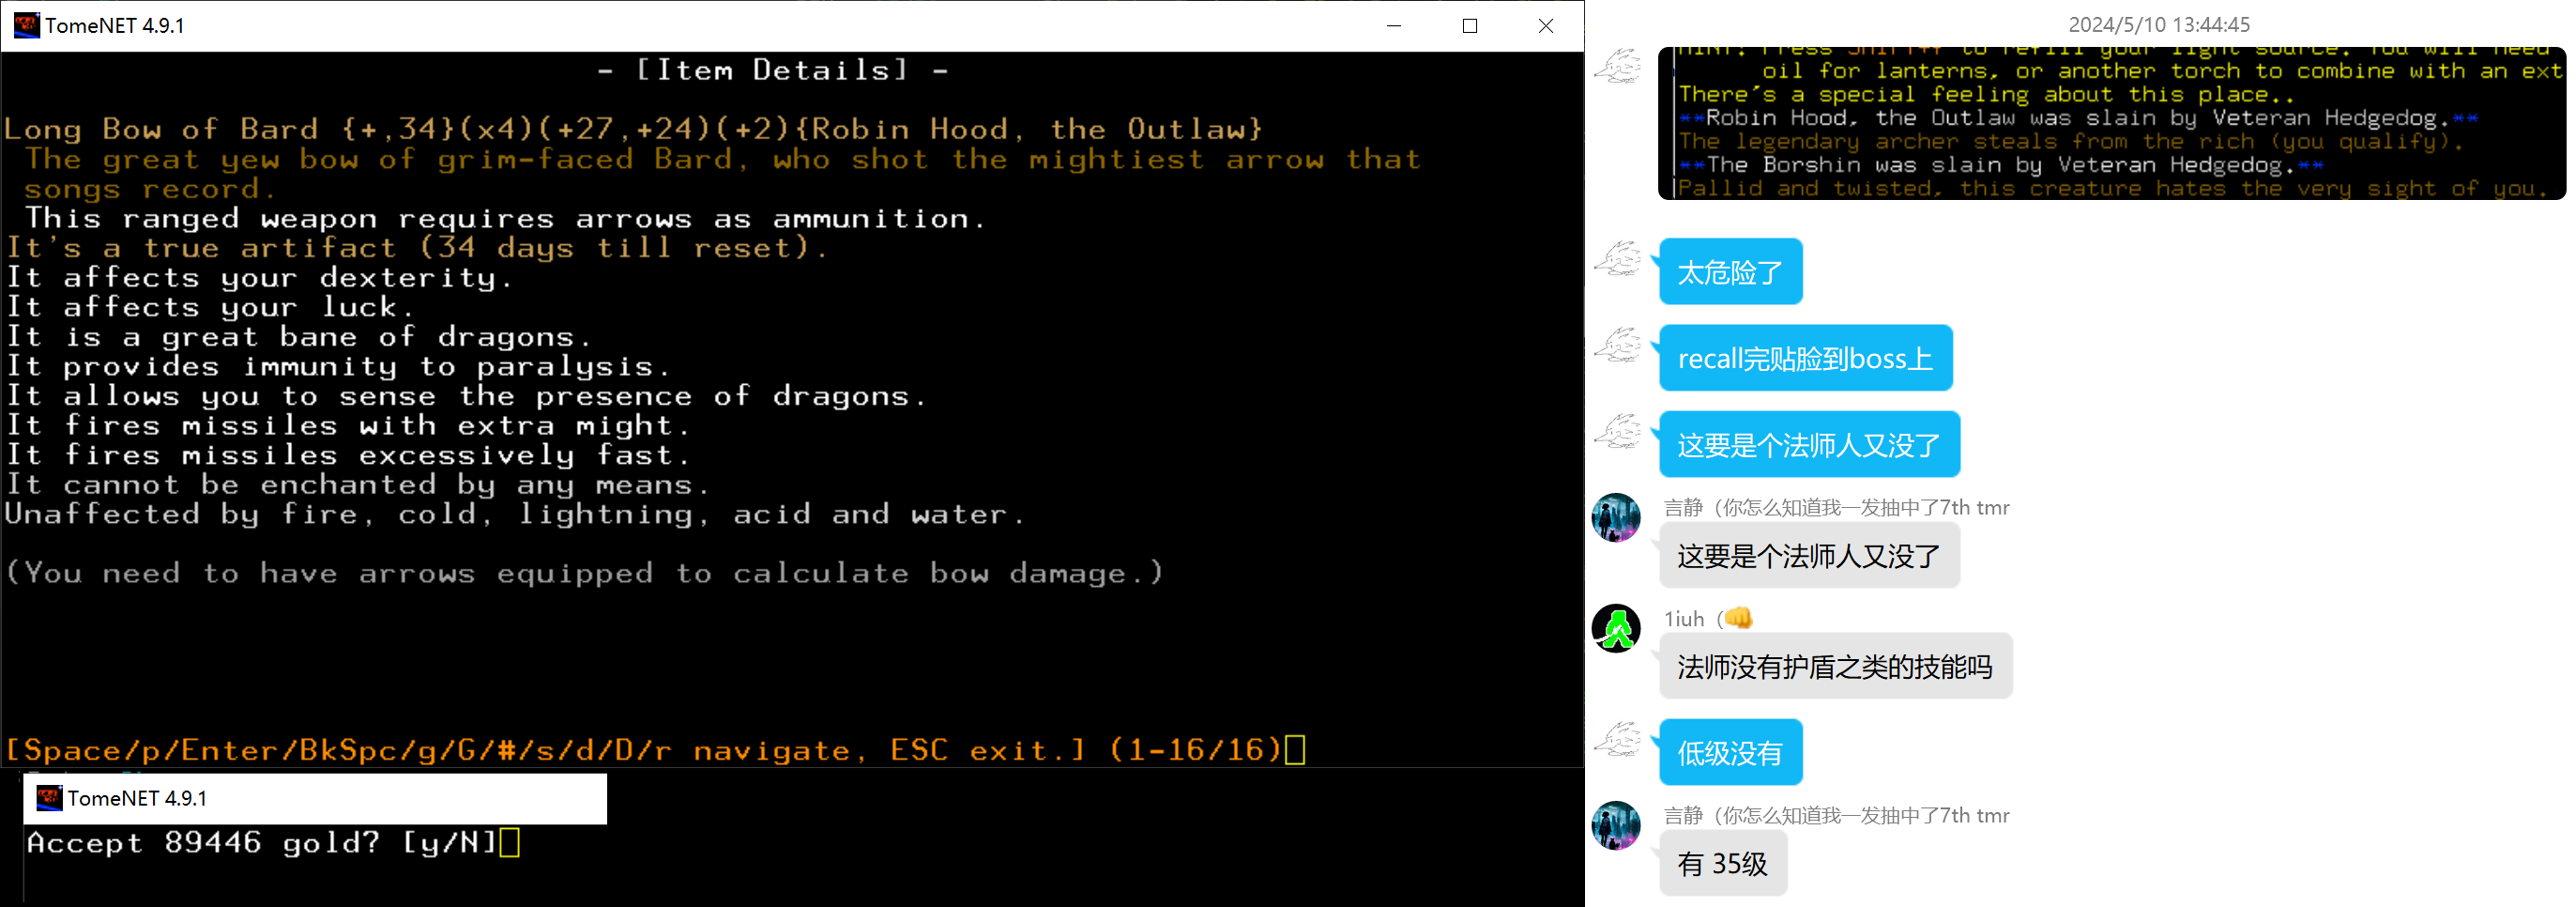 TomeNET 4.9.1
- [Item Details] -
Long Bow of Bard {+,34}(x4)(+27,+24)(+2){Robin Hood, the Outlaw}
The great yew bow of grim-faced Bard, who shot the mightiest arrow that
songs record.
This ranged weapon requires arrows as ammunition.
It's a true artifact (34 days till reset).
It affects your dexterity.
It affects your luck.
It is a great bane of dragons.
It provides immunity to paralysis.
It allows you to sense the presence of dragons.
It fires missiles with extra might.
It fires missiles excessively fast.
It cannot be enchanted by any means.
Unaffected by fire, cold, lightning, acid and water.
(You need to have arrows equipped to calculate bow damage.)
[Space/p/Enter/BkSpc/g/G/#/s/d/D/r navigate, ESC exit.] (1-16/16)
TomeNET 4.9.1
Accept 89446 gold? [y/N]
2024/5/10 13:44:45
HINT: Press Shift+f to refill your light source. You will need
oil for lanterns, or another torch to combine with an ext
There's a special feeling about this place..
**Robin Hood, the Outlaw was slain by Veteran Hedgedog.**
The legendary archer steals from the rich (you qualify).
**The Borshin was slain by Veteran Hedgedog.**
Pallid and twisted, this creature hates the very sight of you.
太危险了
recall完贴脸到boss上
这要是个法师人又没了
言静（你怎么知道我一发抽中了7th tmr
这要是个法师人又没了
1iuh（👊
法师没有护盾之类的技能吗
低级没有
言静（你怎么知道我一发抽中了7th tmr
有 35级